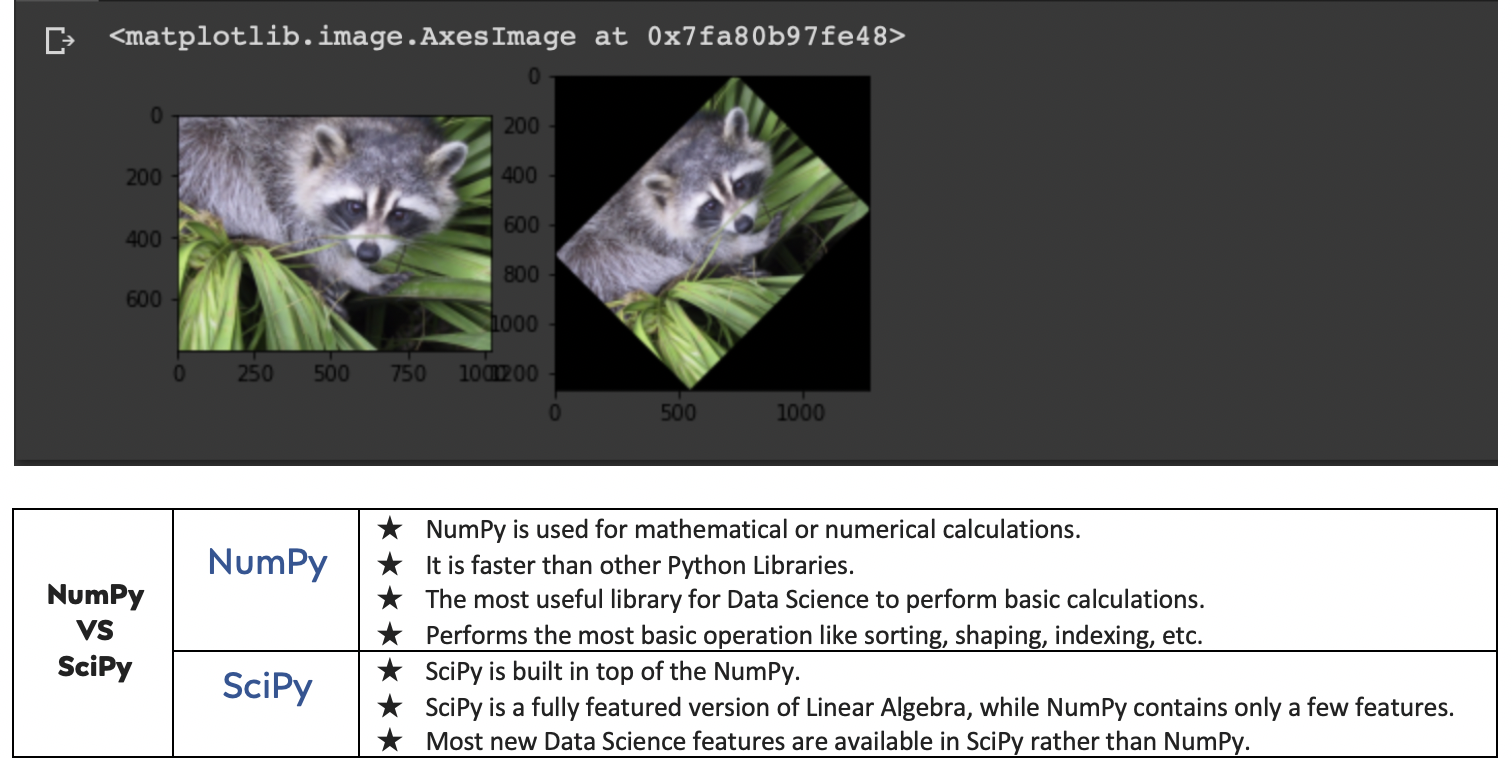 <matplotlib.image.AxesImage at 0x7fa80b97fe48>
0
200
400
600
0 250 500 750 1000
0
200
400
600
800
1000
1200
0 500 1000
NumPy
VS
SciPy
NumPy
★ NumPy is used for mathematical or numerical calculations.
★ It is faster than other Python Libraries.
★ The most useful library for Data Science to perform basic calculations.
★ Performs the most basic operation like sorting, shaping, indexing, etc.
SciPy
★ SciPy is built in top of the NumPy.
★ SciPy is a fully featured version of Linear Algebra, while NumPy contains only a few features.
★ Most new Data Science features are available in SciPy rather than NumPy.